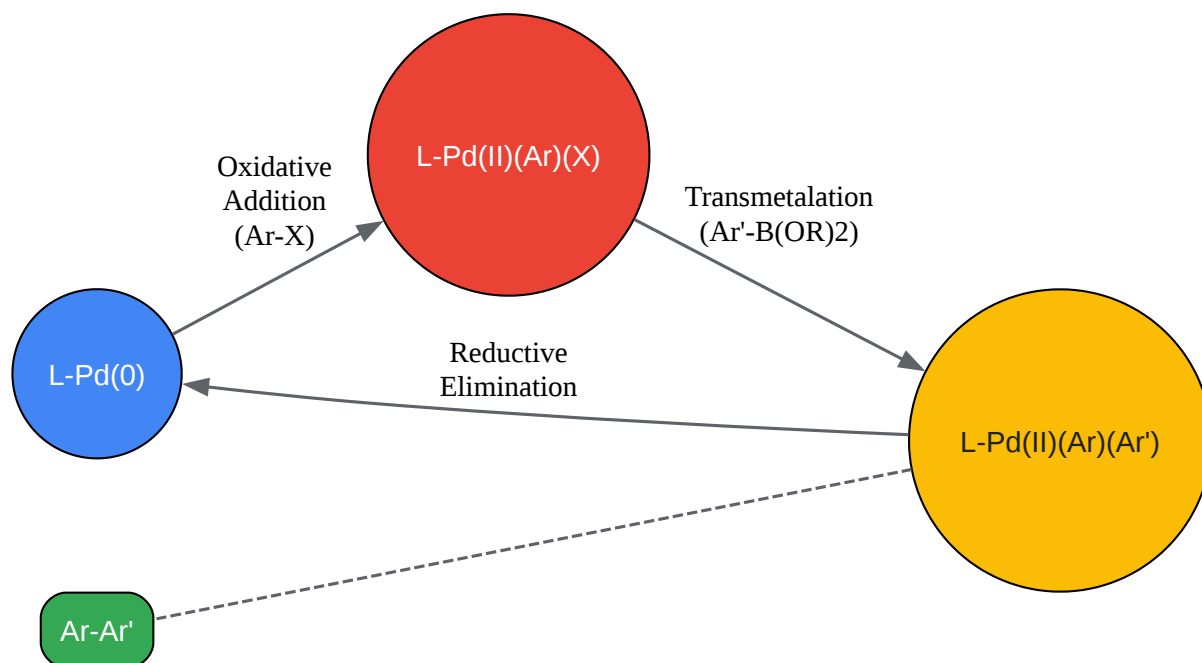 L-Pd(II)(Ar)(X)
Oxidative
Addition
(Ar-X)
Transmetalation
(Ar'-B(OR)2)
L-Pd(0)
Reductive
Elimination
L-Pd(II)(Ar)(Ar')
Ar-Ar'